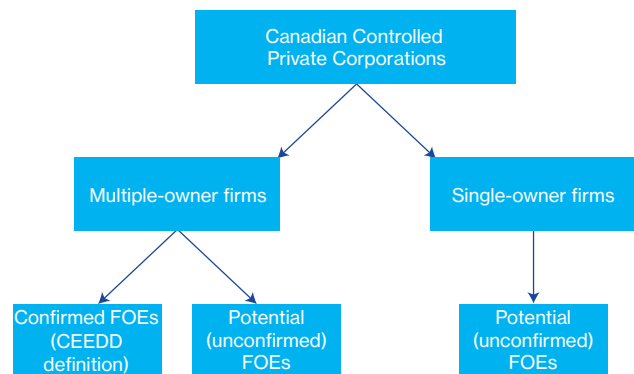 Canadian Controlled
Private Corporations
Multiple-owner firms
Single-owner firms
Confirmed FOEs
(CEEDD
definition)
Potential
(unconfirmed)
FOEs
Potential
(unconfirmed)
FOEs